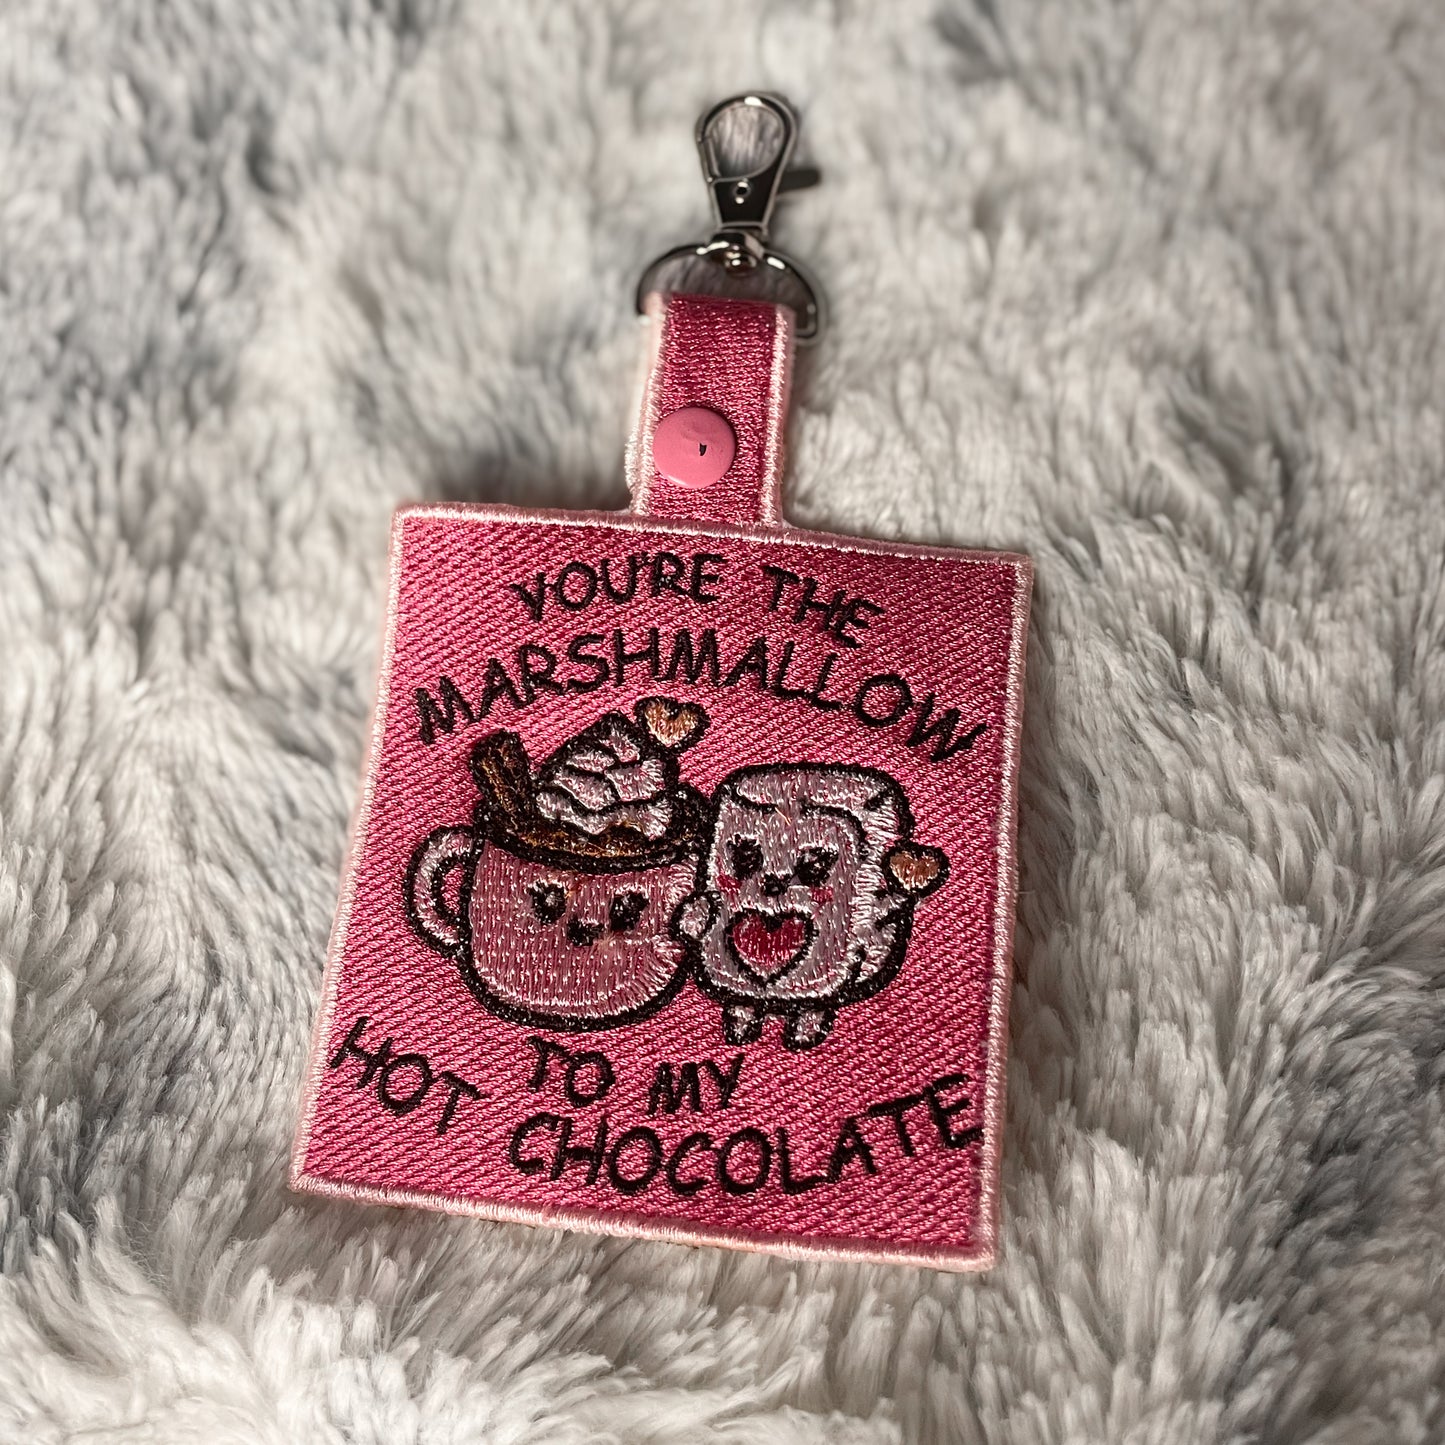 YOU'RE THE
MARSHMALLOW
TO MY
HOT CHOCOLATE